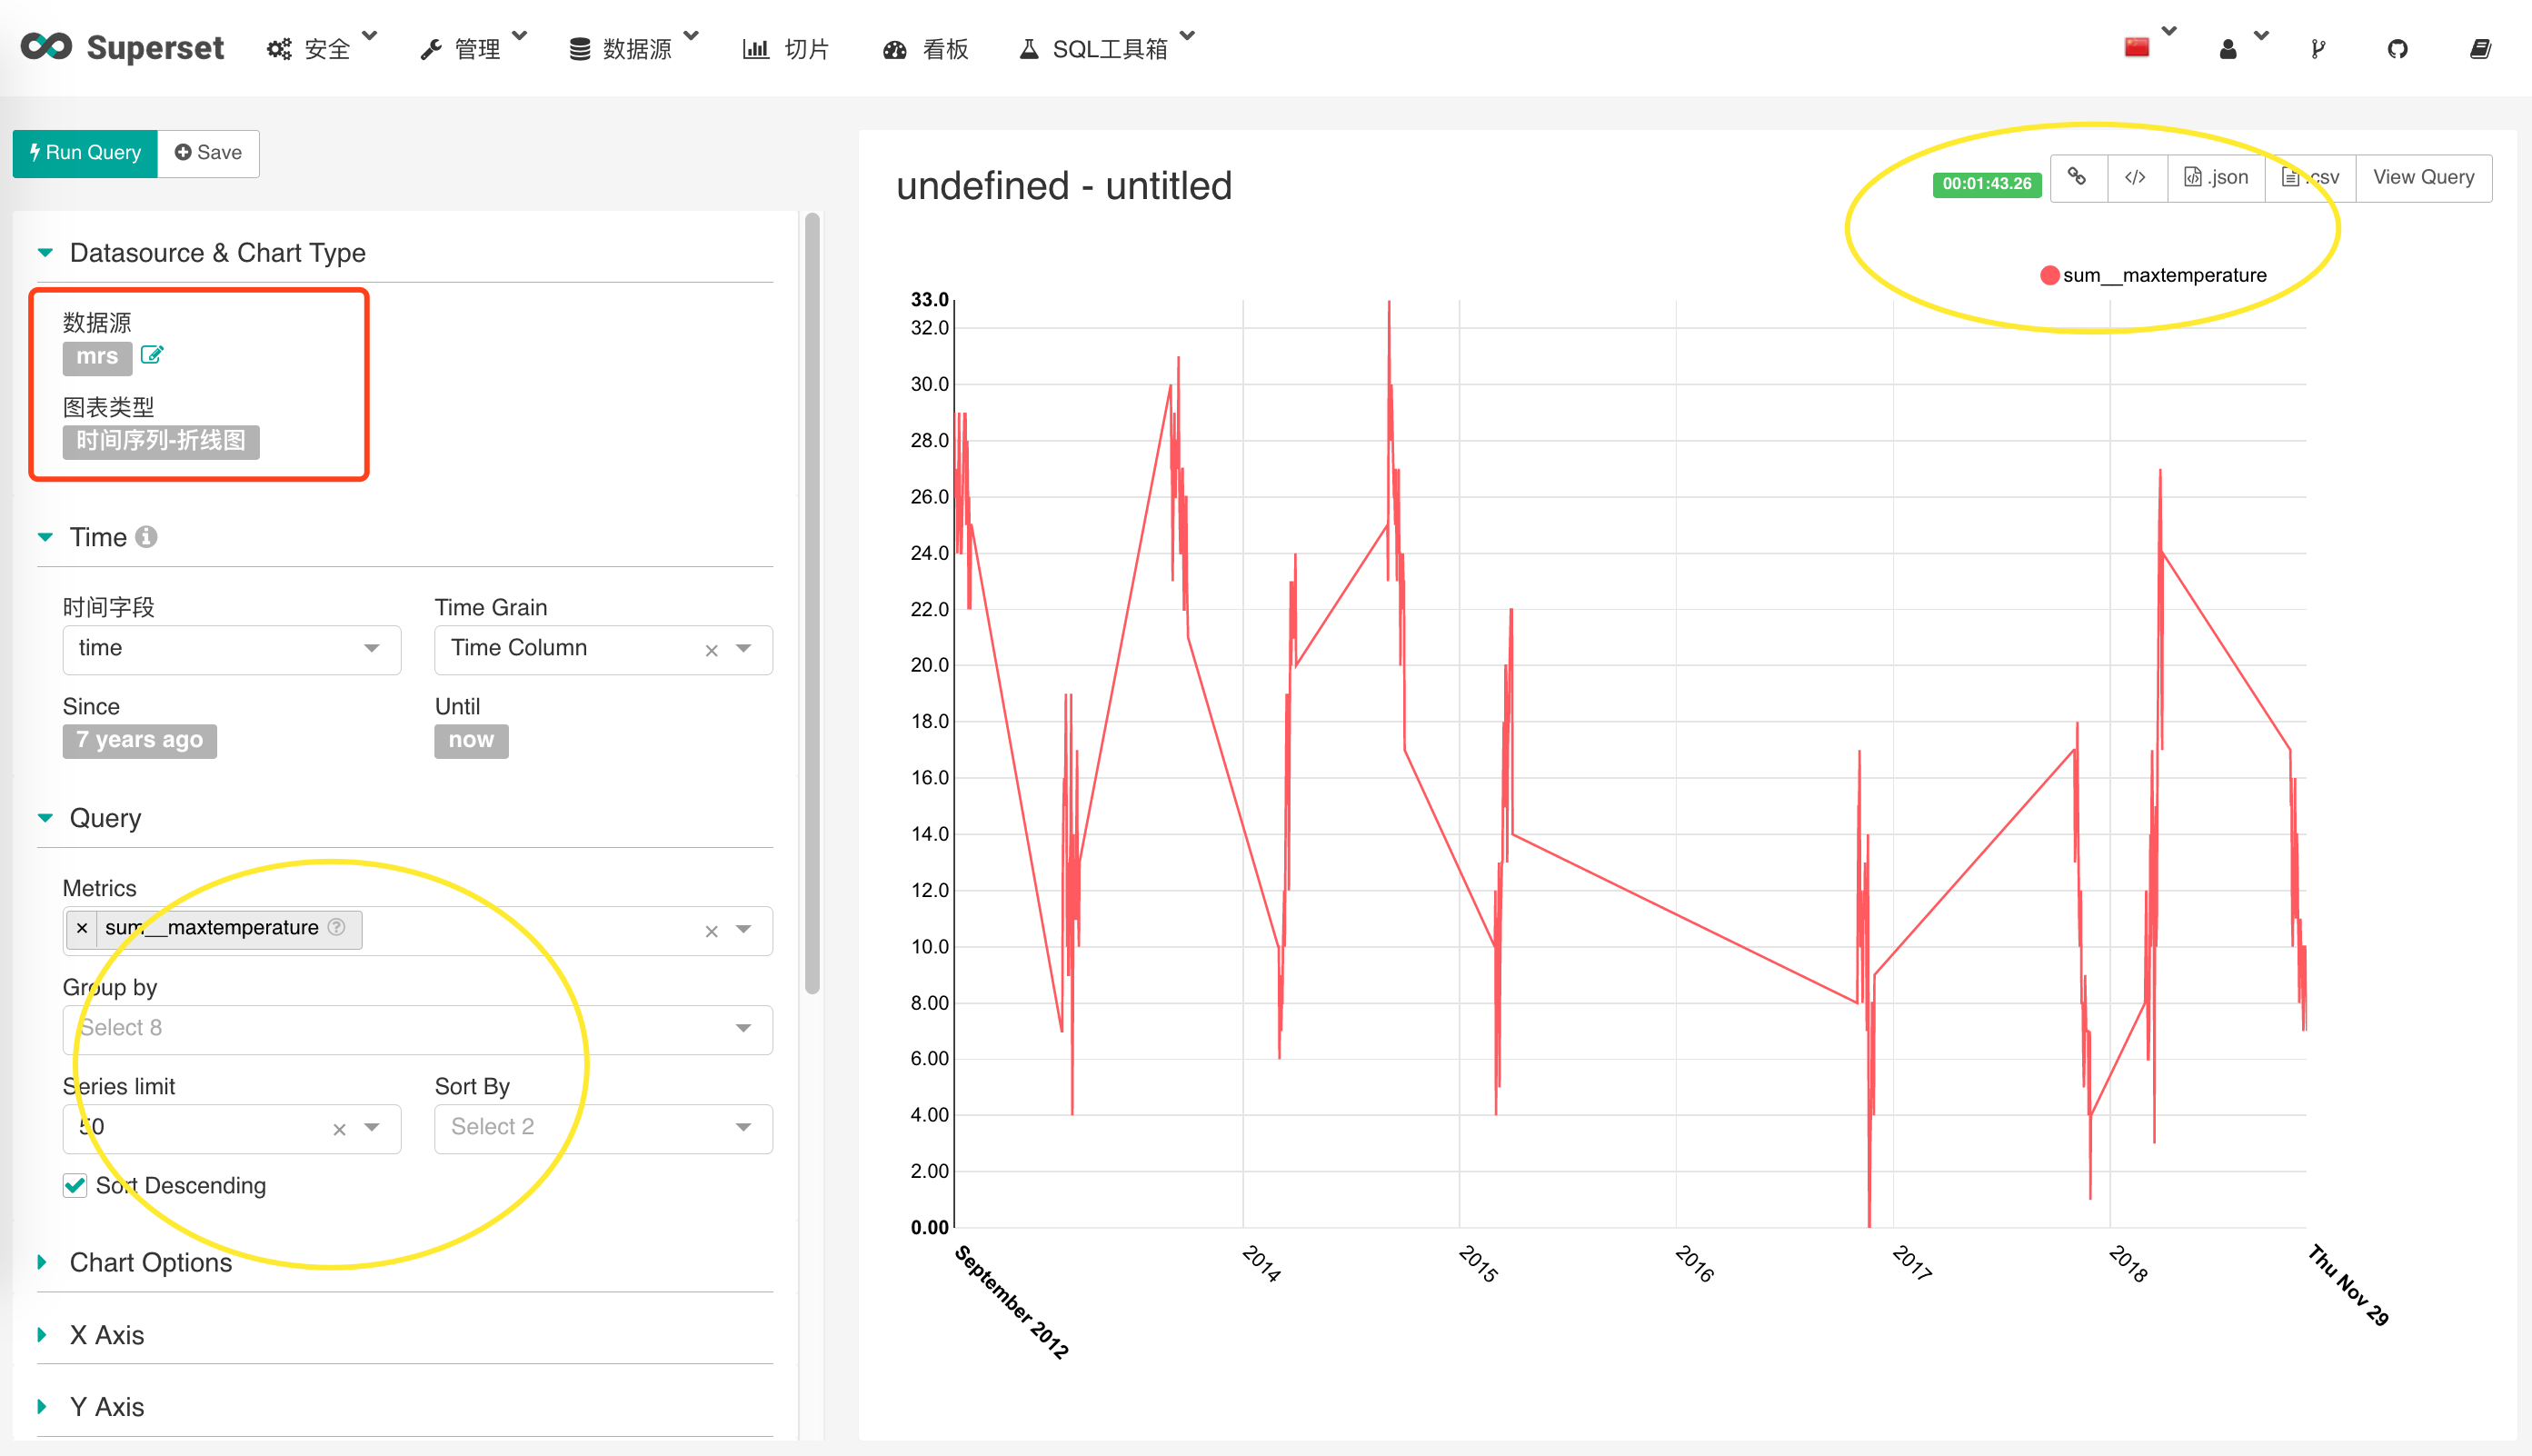 Superset 安全 管理 数据源 切片 看板 SQL工具箱
Run Query Save
Datasource & Chart Type
数据源
mrs
图表类型
时间序列-折线图
Time
时间字段 Time Grain
time Time Column
Since Until
7 years ago now
Query
Metrics
× sum__maxtemperature
Group by
Select 8
Series limit Sort By
50 Select 2
Sort Descending
Chart Options
X Axis
Y Axis
undefined - untitled
00:01:43.26 </> .json .csv View Query
sum__maxtemperature
33.0
32.0
30.0
28.0
26.0
24.0
22.0
20.0
18.0
16.0
14.0
12.0
10.0
8.00
6.00
4.00
2.00
0.00
September 2012 2014 2015 2016 2017 2018 Thu Nov 29